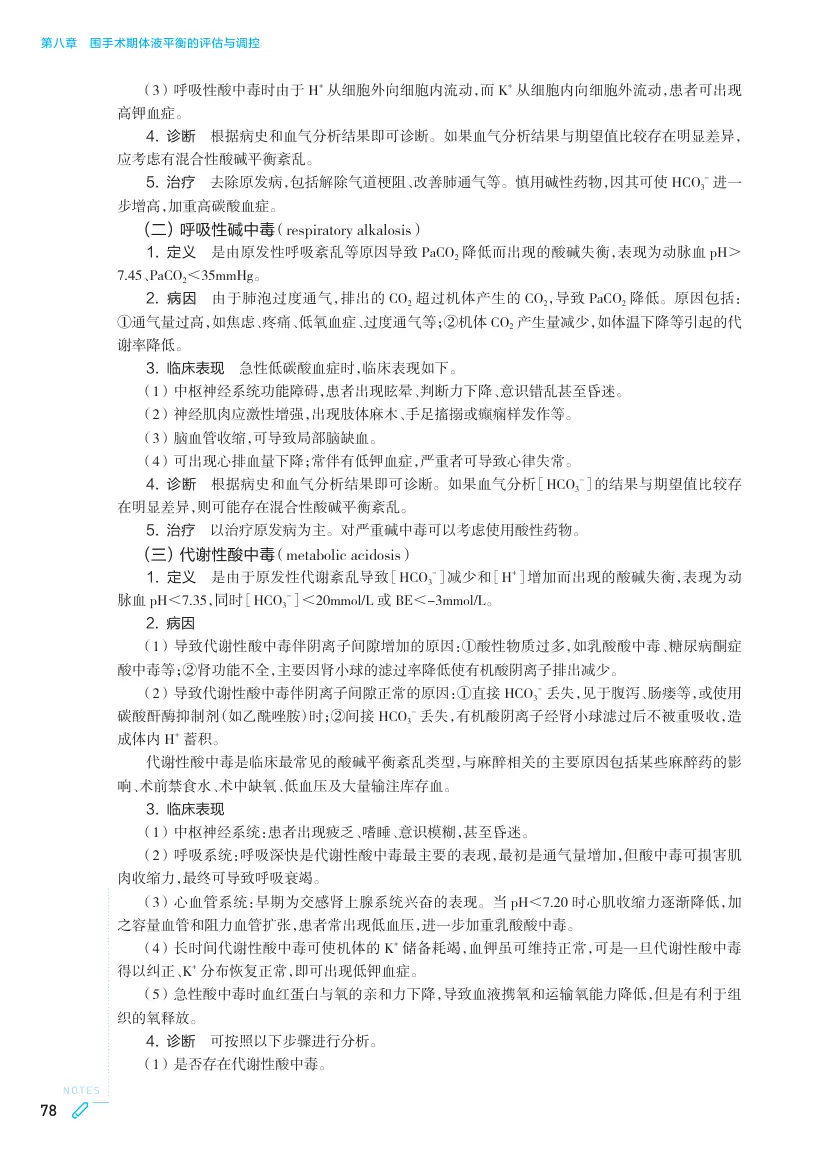 第八章　围手术期体液平衡的评估与调控
（3）呼吸性酸中毒时由于 H⁺ 从细胞外向细胞内流动，而 K⁺ 从细胞内向细胞外流动，患者可出现
高钾血症。
4. 诊断　根据病史和血气分析结果即可诊断。如果血气分析结果与期望值比较存在明显差异，
应考虑有混合性酸碱平衡紊乱。
5. 治疗　去除原发病，包括解除气道梗阻、改善肺通气等。慎用碱性药物，因其可使 HCO₃⁻ 进一
步增高，加重高碳酸血症。
（二）呼吸性碱中毒（respiratory alkalosis）
1. 定义　是由原发性呼吸紊乱等原因导致 PaCO₂ 降低而出现的酸碱失衡，表现为动脉血 pH＞
7.45、PaCO₂＜35mmHg。
2. 病因　由于肺泡过度通气，排出的 CO₂ 超过机体产生的 CO₂，导致 PaCO₂ 降低。原因包括：
①通气量过高，如焦虑、疼痛、低氧血症、过度通气等；②机体 CO₂ 产生量减少，如体温下降等引起的代
谢率降低。
3. 临床表现　急性低碳酸血症时，临床表现如下。
（1）中枢神经系统功能障碍，患者出现眩晕、判断力下降、意识错乱甚至昏迷。
（2）神经肌肉应激性增强，出现肢体麻木、手足搐搦或癫痫样发作等。
（3）脑血管收缩，可导致局部脑缺血。
（4）可出现心排血量下降；常伴有低钾血症，严重者可导致心律失常。
4. 诊断　根据病史和血气分析结果即可诊断。如果血气分析［HCO₃⁻］的结果与期望值比较存
在明显差异，则可能存在混合性酸碱平衡紊乱。
5. 治疗　以治疗原发病为主。对严重碱中毒可以考虑使用酸性药物。
（三）代谢性酸中毒（metabolic acidosis）
1. 定义　是由于原发性代谢紊乱导致［HCO₃⁻］减少和［H⁺］增加而出现的酸碱失衡，表现为动
脉血 pH＜7.35，同时［HCO₃⁻］＜20mmol/L 或 BE＜-3mmol/L。
2. 病因
（1）导致代谢性酸中毒伴阴离子间隙增加的原因：①酸性物质过多，如乳酸酸中毒、糖尿病酮症
酸中毒等；②肾功能不全，主要因肾小球的滤过率降低使有机酸阴离子排出减少。
（2）导致代谢性酸中毒伴阴离子间隙正常的原因：①直接 HCO₃⁻ 丢失，见于腹泻、肠瘘等，或使用
碳酸酐酶抑制剂（如乙酰唑胺）时；②间接 HCO₃⁻ 丢失，有机酸阴离子经肾小球滤过后不被重吸收，造
成体内 H⁺ 蓄积。
代谢性酸中毒是临床最常见的酸碱平衡紊乱类型，与麻醉相关的主要原因包括某些麻醉药的影
响、术前禁食水、术中缺氧、低血压及大量输注库存血。
3. 临床表现
（1）中枢神经系统：患者出现疲乏、嗜睡、意识模糊，甚至昏迷。
（2）呼吸系统：呼吸深快是代谢性酸中毒最主要的表现，最初是通气量增加，但酸中毒可损害肌
肉收缩力，最终可导致呼吸衰竭。
（3）心血管系统：早期为交感肾上腺系统兴奋的表现。当 pH＜7.20 时心肌收缩力逐渐降低，加
之容量血管和阻力血管扩张，患者常出现低血压，进一步加重乳酸酸中毒。
（4）长时间代谢性酸中毒可使机体的 K⁺ 储备耗竭，血钾虽可维持正常，可是一旦代谢性酸中毒
得以纠正、K⁺ 分布恢复正常，即可出现低钾血症。
（5）急性酸中毒时血红蛋白与氧的亲和力下降，导致血液携氧和运输氧能力降低，但是有利于组
织的氧释放。
4. 诊断　可按照以下步骤进行分析。
（1）是否存在代谢性酸中毒。
NOTES
78